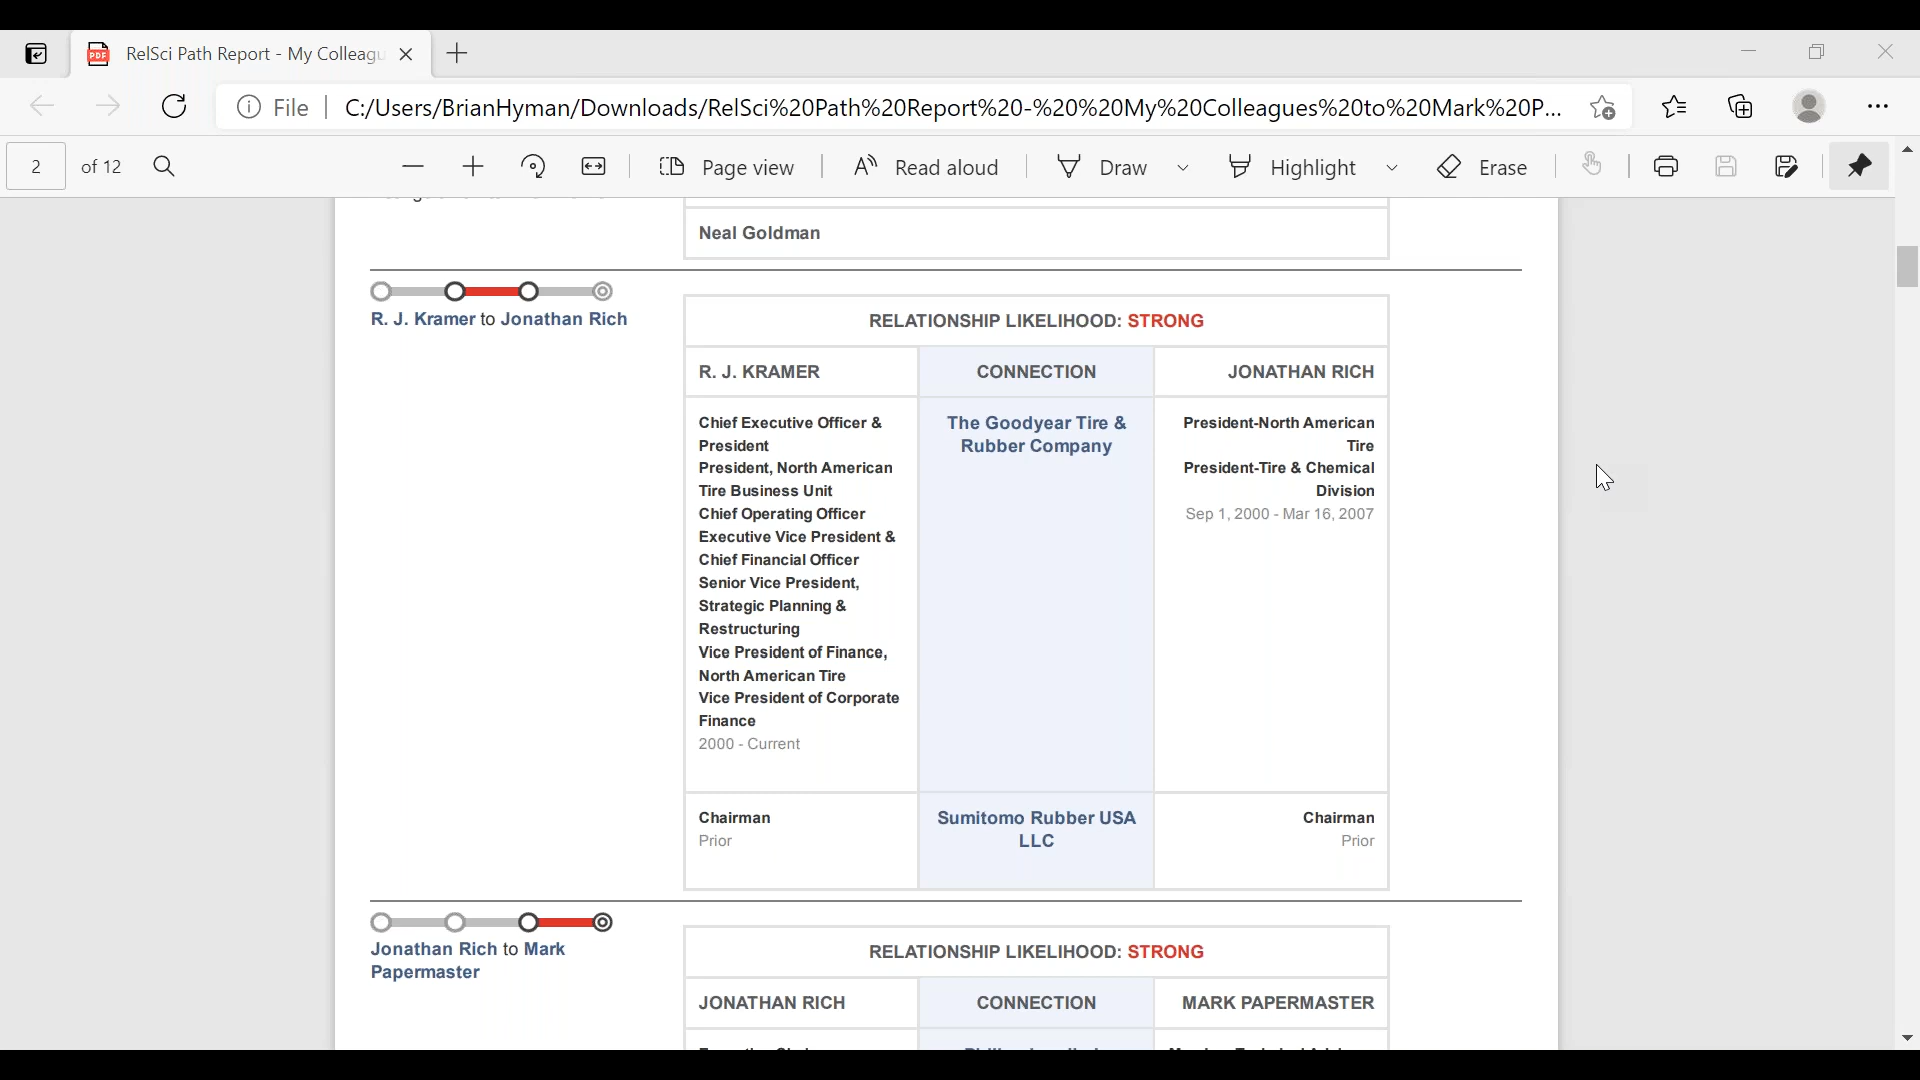 RelSci Path Report - My Colleagu
File
C:/Users/BrianHyman/Downloads/RelSci%20Path%20Report%20-%20%20My%20Colleagues%20to%20Mark%20P...
2
of 12
Page view
Read aloud
Draw
Highlight
Erase
Neal Goldman
R. J. Kramer to Jonathan Rich
RELATIONSHIP LIKELIHOOD: STRONG
R. J. KRAMER
CONNECTION
JONATHAN RICH
Chief Executive Officer &
President
President, North American
Tire Business Unit
Chief Operating Officer
Executive Vice President &
Chief Financial Officer
Senior Vice President,
Strategic Planning &
Restructuring
Vice President of Finance,
North American Tire
Vice President of Corporate
Finance
2000 - Current
The Goodyear Tire &
Rubber Company
President-North American
Tire
President-Tire & Chemical
Division
Sep 1, 2000 - Mar 16, 2007
Chairman
Prior
Sumitomo Rubber USA
LLC
Chairman
Prior
Jonathan Rich to Mark
Papermaster
RELATIONSHIP LIKELIHOOD: STRONG
JONATHAN RICH
CONNECTION
MARK PAPERMASTER